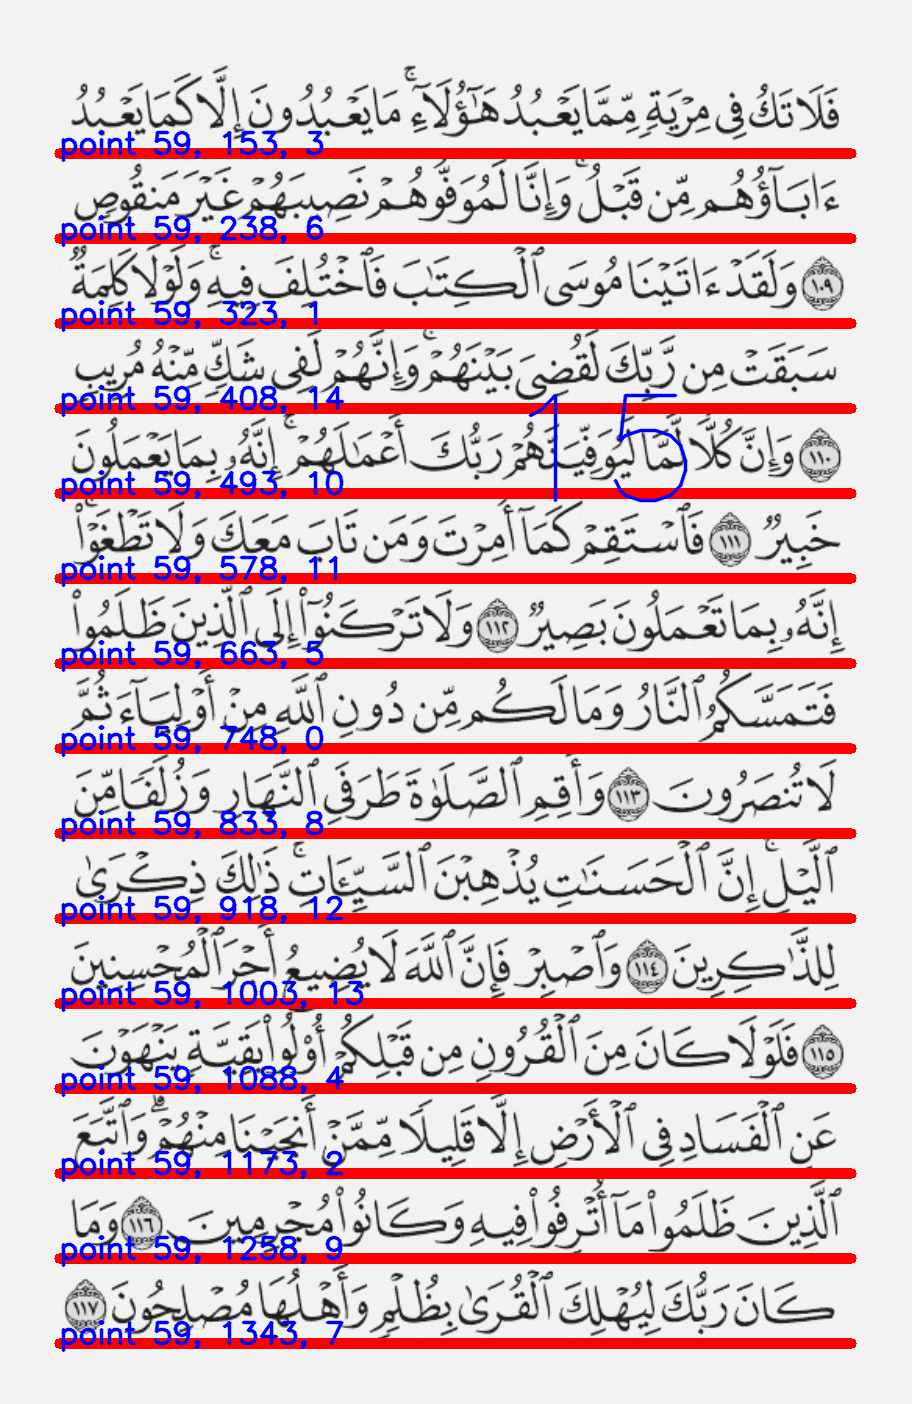 فَلَا تَكُ فِى مِرْيَةٍ مِّمَّا يَعْبُدُ هَـٰٓؤُلَآءِ ۚ مَا يَعْبُدُونَ إِلَّا كَمَا يَعْبُدُ
point 59, 153, 3
ءَابَآؤُهُم مِّن قَبْلُ ۚ وَإِنَّا لَمُوَفُّوهُمْ نَصِيبَهُمْ غَيْرَ مَنقُوصٍ
point 59, 238, 6
١٠٩ وَلَقَدْ ءَاتَيْنَا مُوسَى ٱلْكِتَـٰبَ فَٱخْتُلِفَ فِيهِ ۚ وَلَوْلَا كَلِمَةٌ
point 59, 323, 1
سَبَقَتْ مِن رَّبِّكَ لَقُضِىَ بَيْنَهُمْ ۚ وَإِنَّهُمْ لَفِى شَكٍّ مِّنْهُ مُرِيبٍ
point 59, 408, 14
15
١١٠ وَإِنَّ كُلًّا لَّمَّا لَيُوَفِّيَنَّهُمْ رَبُّكَ أَعْمَـٰلَهُمْ ۚ إِنَّهُۥ بِمَا يَعْمَلُونَ
point 59, 493, 10
خَبِيرٌ ١١١ فَٱسْتَقِمْ كَمَآ أُمِرْتَ وَمَن تَابَ مَعَكَ وَلَا تَطْغَوْا۟ ۚ
point 59, 578, 11
إِنَّهُۥ بِمَا تَعْمَلُونَ بَصِيرٌ ١١٢ وَلَا تَرْكَنُوٓا۟ إِلَى ٱلَّذِينَ ظَلَمُوا۟
point 59, 663, 5
فَتَمَسَّكُمُ ٱلنَّارُ وَمَا لَكُم مِّن دُونِ ٱللَّهِ مِنْ أَوْلِيَآءَ ثُمَّ
point 59, 748, 0
لَا تُنصَرُونَ ١١٣ وَأَقِمِ ٱلصَّلَوٰةَ طَرَفَىِ ٱلنَّهَارِ وَزُلَفًا مِّنَ
point 59, 833, 8
ٱلَّيْلِ ۚ إِنَّ ٱلْحَسَنَـٰتِ يُذْهِبْنَ ٱلسَّيِّـَٔاتِ ۚ ذَٰلِكَ ذِكْرَىٰ
point 59, 918, 12
لِلذَّٰكِرِينَ ١١٤ وَٱصْبِرْ فَإِنَّ ٱللَّهَ لَا يُضِيعُ أَجْرَ ٱلْمُحْسِنِينَ
point 59, 1003, 13
١١٥ فَلَوْلَا كَانَ مِنَ ٱلْقُرُونِ مِن قَبْلِكُمْ أُو۟لُوا۟ بَقِيَّةٍ يَنْهَوْنَ
point 59, 1088, 4
عَنِ ٱلْفَسَادِ فِى ٱلْأَرْضِ إِلَّا قَلِيلًا مِّمَّنْ أَنجَيْنَا مِنْهُمْ ۗ وَٱتَّبَعَ
point 59, 1173, 2
ٱلَّذِينَ ظَلَمُوا۟ مَآ أُتْرِفُوا۟ فِيهِ وَكَانُوا۟ مُجْرِمِينَ ١١٦ وَمَا
point 59, 1258, 9
كَانَ رَبُّكَ لِيُهْلِكَ ٱلْقُرَىٰ بِظُلْمٍ وَأَهْلُهَا مُصْلِحُونَ ١١٧
point 59, 1343, 7